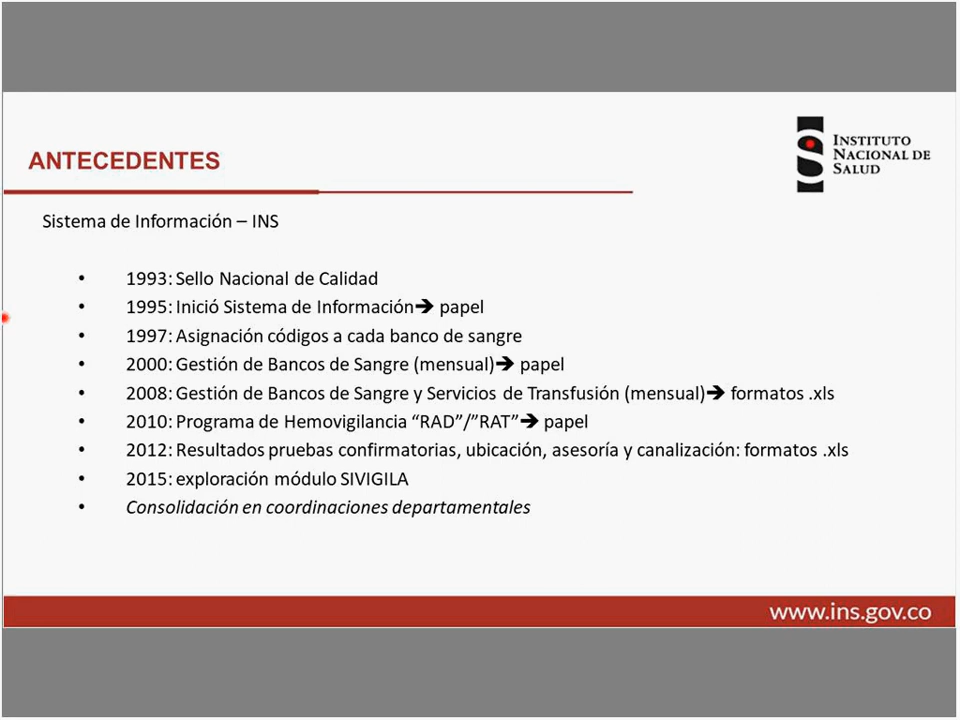 ANTECEDENTES
INSTITUTO
NACIONAL DE
SALUD
Sistema de Información – INS
• 1993: Sello Nacional de Calidad
• 1995: Inició Sistema de Información➔ papel
• 1997: Asignación códigos a cada banco de sangre
• 2000: Gestión de Bancos de Sangre (mensual)➔ papel
• 2008: Gestión de Bancos de Sangre y Servicios de Transfusión (mensual)➔ formatos .xls
• 2010: Programa de Hemovigilancia “RAD”/”RAT”➔ papel
• 2012: Resultados pruebas confirmatorias, ubicación, asesoría y canalización: formatos .xls
• 2015: exploración módulo SIVIGILA
• Consolidación en coordinaciones departamentales
www.ins.gov.co